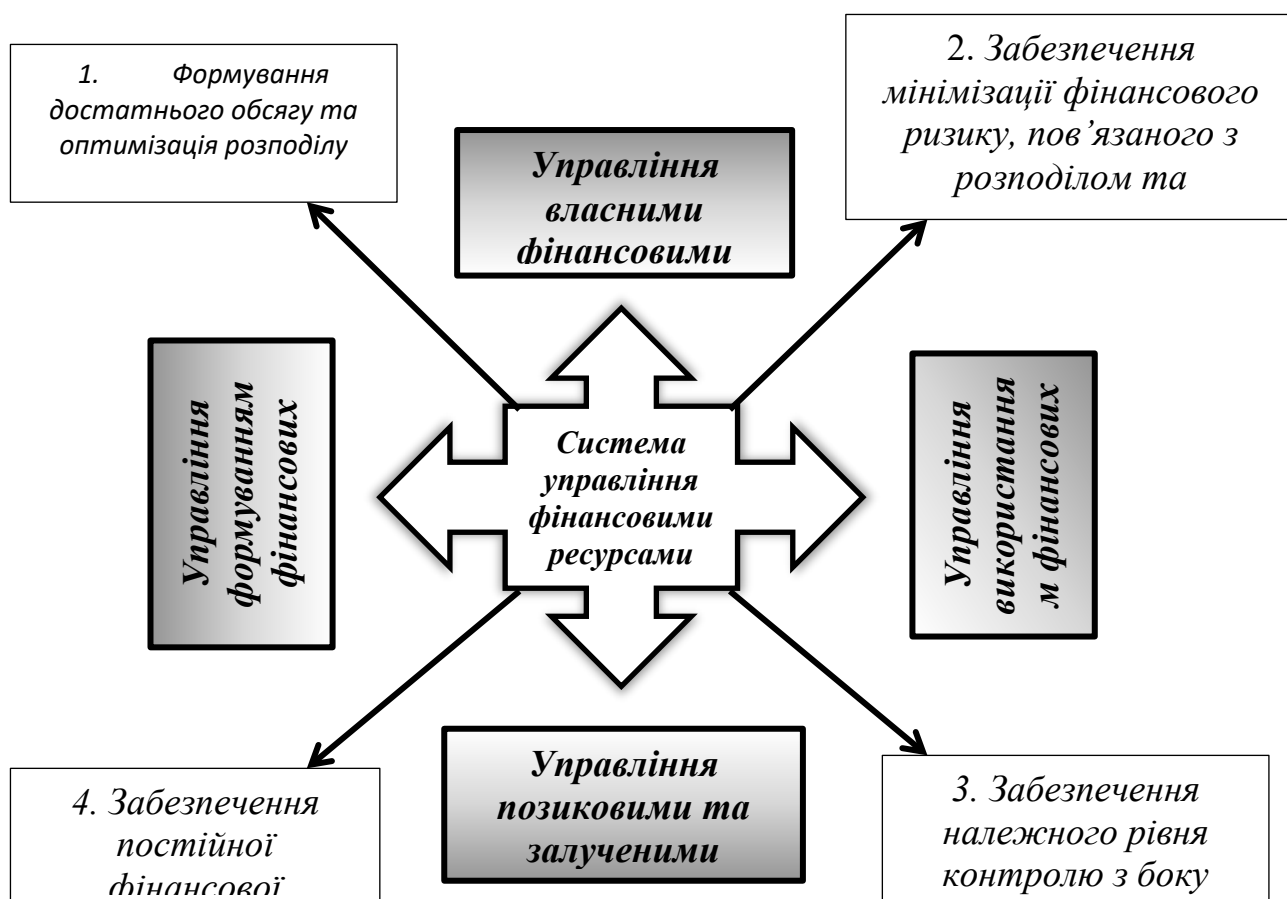 1. Формування
достатнього обсягу та
оптимізація розподілу
2. Забезпечення
мінімізації фінансового
ризику, пов’язаного з
розподілом та
Управління
власними
фінансовими
Управління
формуванням
фінансових
Система
управління
фінансовими
ресурсами
Управління
використання
м фінансових
4. Забезпечення
постійної
фінансової
Управління
позиковими та
залученими
3. Забезпечення
належного рівня
контролю з боку